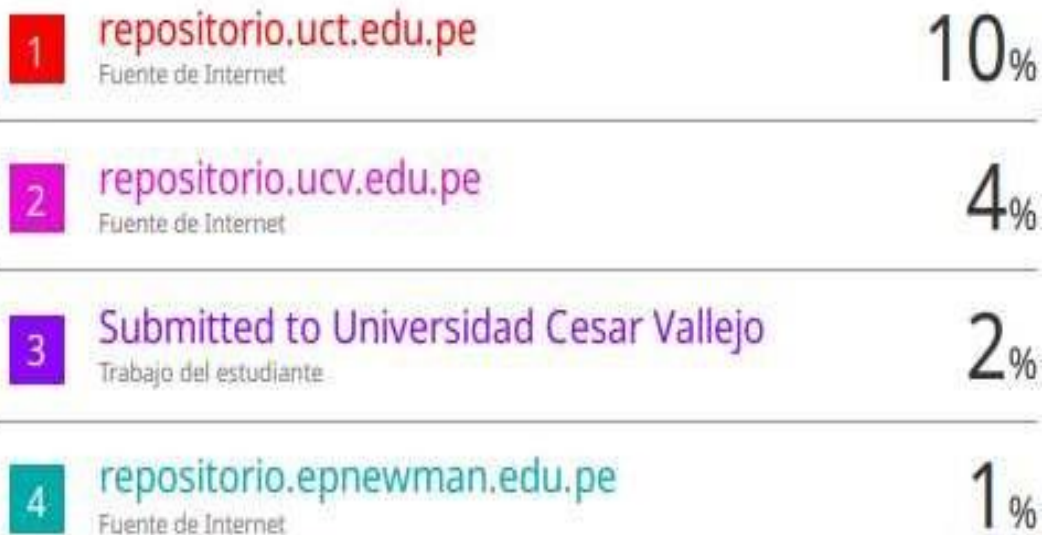 1
repositorio.uct.edu.pe
Fuente de Internet
10%
2
repositorio.ucv.edu.pe
Fuente de Internet
4%
3
Submitted to Universidad Cesar Vallejo
Trabajo del estudiante
2%
4
repositorio.epnewman.edu.pe
Fuente de Internet
1%